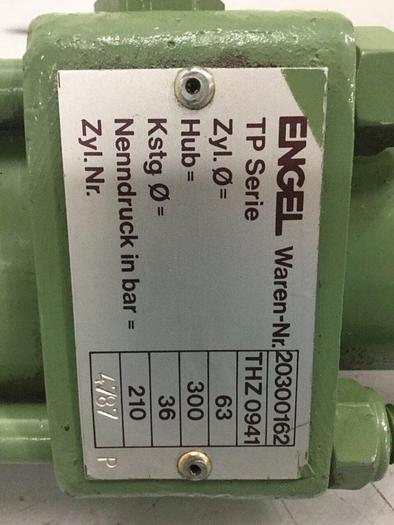 ENGEL Waren-Nr. 20300162
TP Serie THZ 0941
Zyl. Ø= 63
Hub= 300
Kstg Ø= 36
Nenndruck in bar = 210
Zyl. Nr. 4787 P